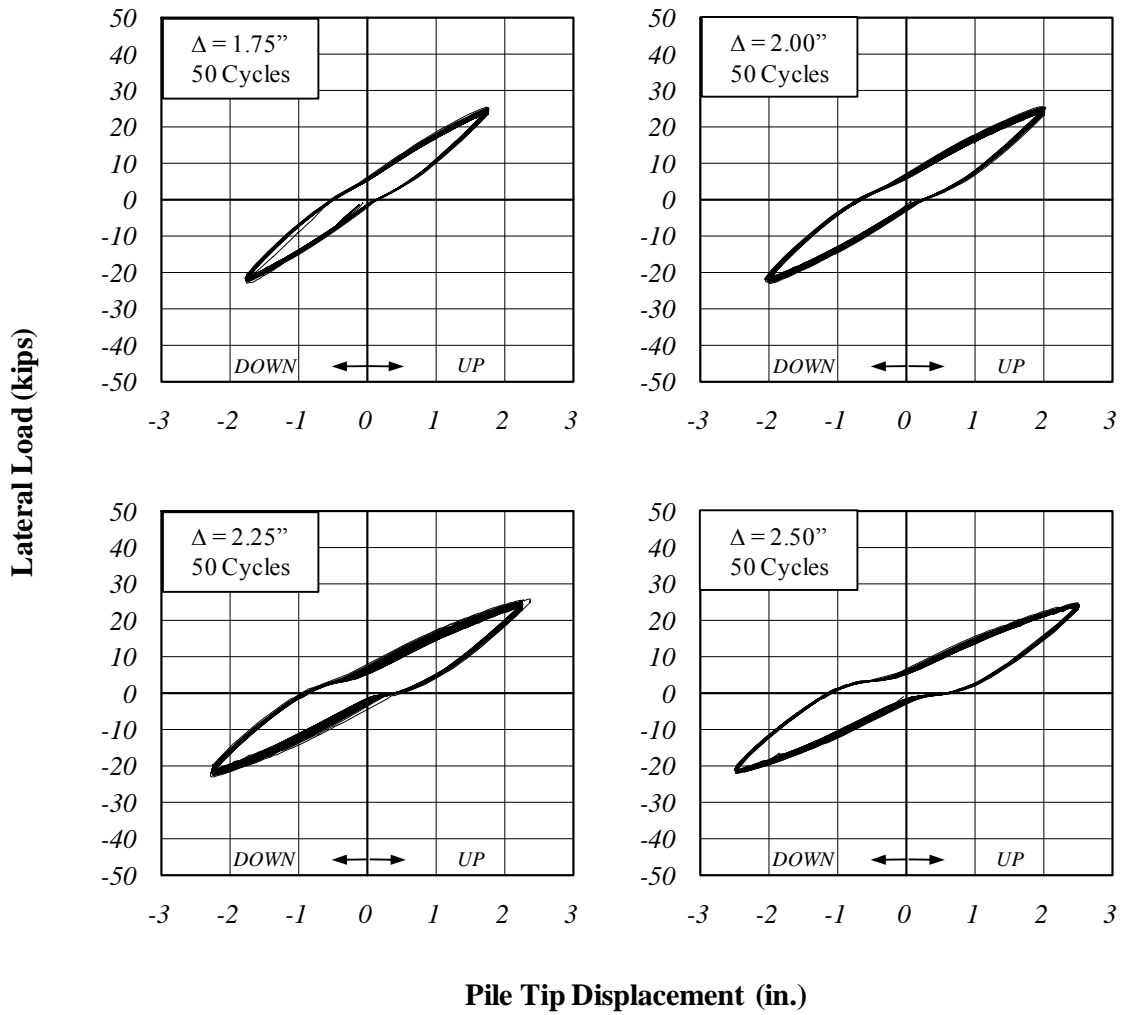 50
40
30
20
10
0
-10
-20
-30
-40
-50
Δ = 1.75”
50 Cycles
DOWN UP
-3 -2 -1 0 1 2 3
50
40
30
20
10
0
-10
-20
-30
-40
-50
Δ = 2.00”
50 Cycles
DOWN UP
-3 -2 -1 0 1 2 3
Lateral Load (kips)
50
40
30
20
10
0
-10
-20
-30
-40
-50
Δ = 2.25”
50 Cycles
DOWN UP
-3 -2 -1 0 1 2 3
50
40
30
20
10
0
-10
-20
-30
-40
-50
Δ = 2.50”
50 Cycles
DOWN UP
-3 -2 -1 0 1 2 3
Pile Tip Displacement (in.)